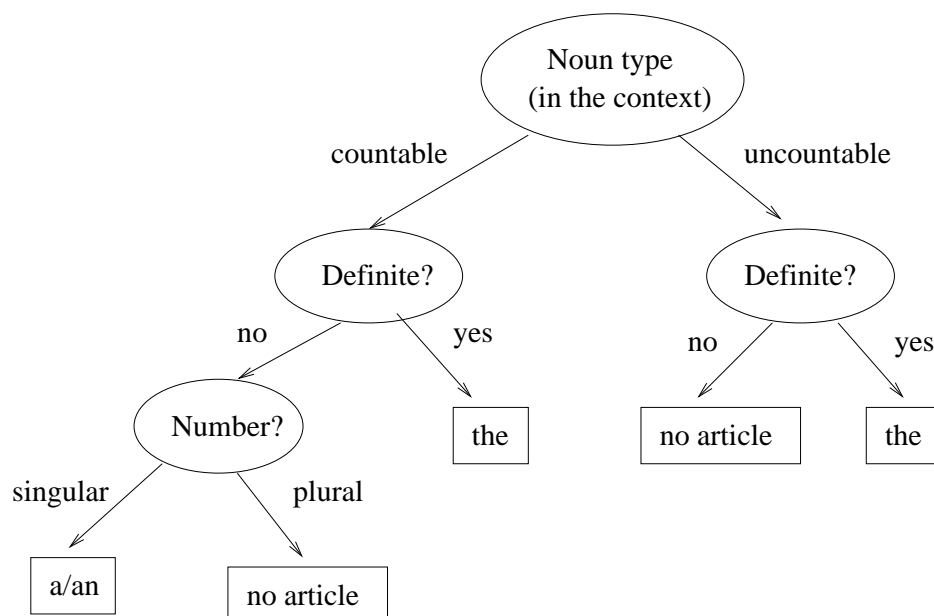 Noun type
(in the context)
countable
uncountable
Definite?
Definite?
no
yes
no
yes
Number?
the
no article
the
singular
plural
a/an
no article